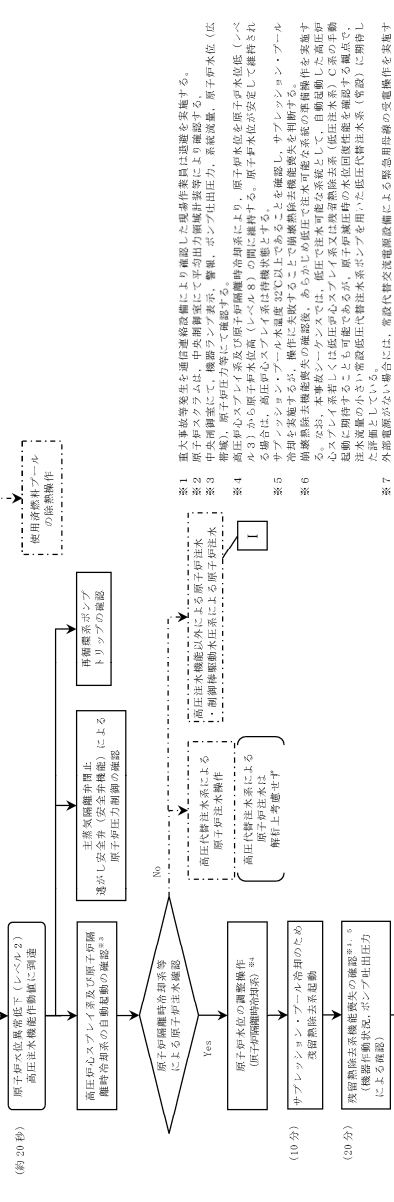 (約 20 秒)
原子炉水位異常低下（レベル 2）
高圧注水機能作動値に到達
高圧炉心スプレイ系及び原子炉隔
離時冷却系の自動起動の確認※3
主蒸気隔離弁閉止
逃がし安全弁（安全弁機能）による
原子炉圧力制御の確認
再循環系ポンプ
トリップの確認
使用済燃料プール
の除熱操作
原子炉隔離時冷却系等
による原子炉注水確認
No
Yes
高圧代替注水系による
原子炉注水操作
高圧代替注水系による
原子炉注水は
解析上考慮せず
高圧注水機能以外による原子炉注水
・制御棒駆動水圧系による原子炉注水
I
原子炉水位の調整操作
（原子炉隔離時冷却系）※4
(10 分)
サプレッション・プール冷却のため
残留熱除去系起動
(20 分)
残留熱除去系機能喪失の確認※4, 5
（機器作動状況，ポンプ吐出圧力
による確認）
※1 重大事故等発生を通信連絡設備により確認した現場作業員は退避を実施する。
※2 原子炉スクラムは，中央制御室にて平均出力領域計装等により確認する。
※3 中央制御室にて，機器ランプ表示，警報，ポンプ吐出圧力，系統流量，原子炉水位（広
帯域），原子炉圧力等にて確認する。
※4 高圧炉心スプレイ系及び原子炉隔離時冷却系により，原子炉水位を原子炉水位低（レベ
ル 3）から原子炉水位高（レベル 8）の間に維持する。原子炉水位が安定して維持され
る場合は，高圧炉心スプレイ系は待機状態とする。
※5 サプレッション・プール水温度 32℃以上であることを確認し，サプレッション・プール
冷却を実施するが，操作に失敗することで崩壊熱除去機能喪失を判断する。
※6 崩壊熱除去機能喪失の確認後，あらかじめ低圧で注水可能な系統の準備操作を実施す
る。なお，本事故シーケンスでは，低圧で注水可能な系統として，自動起動した高圧炉
心スプレイ系若しくは低圧炉心スプレイ系又は残留熱除去系（低圧注水系）C系の手動
起動に期待することも可能であるが，原子炉減圧時の水位回復性能を確認する観点で，
注水流量の小さい常設低圧代替注水系ポンプを用いた低圧代替注水系（常設）に期待し
た評価としている。
※7 外部電源がない場合には，常設代替交流電源設備による緊急用母線の受電操作を実施す